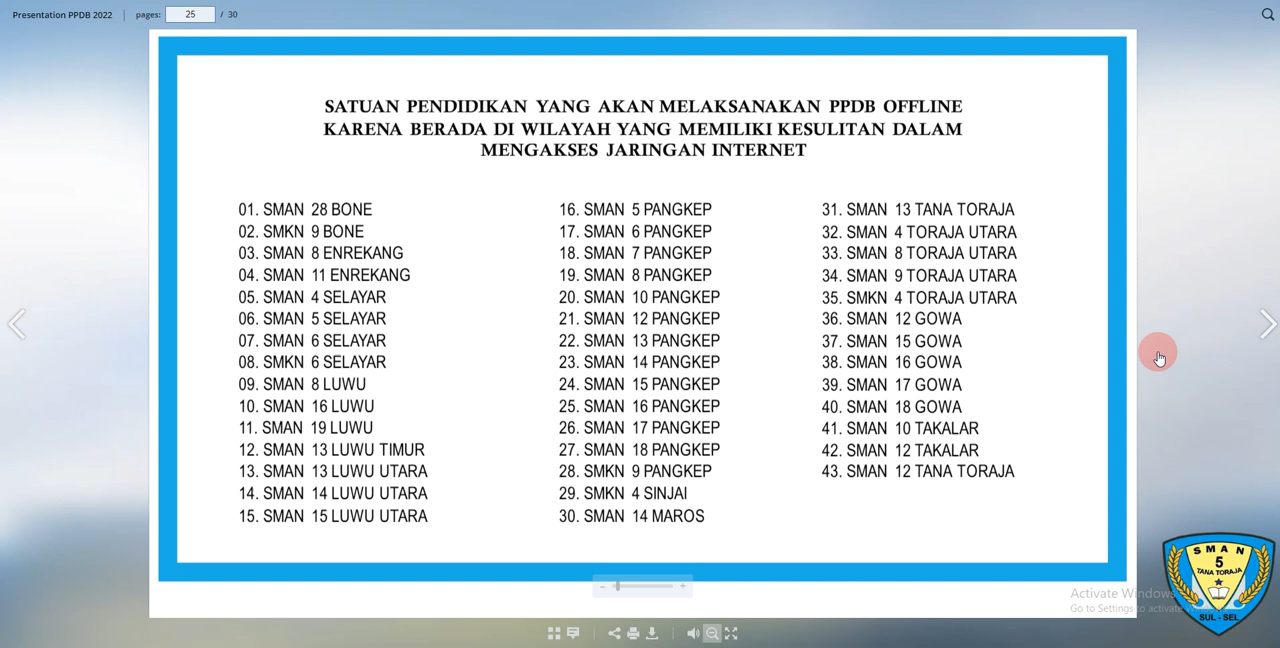 Presentation PPDB 2022
pages:
25
/ 30
SATUAN PENDIDIKAN YANG AKAN MELAKSANAKAN PPDB OFFLINE
KARENA BERADA DI WILAYAH YANG MEMILIKI KESULITAN DALAM
MENGAKSES JARINGAN INTERNET
01. SMAN 28 BONE
02. SMKN 9 BONE
03. SMAN 8 ENREKANG
04. SMAN 11 ENREKANG
05. SMAN 4 SELAYAR
06. SMAN 5 SELAYAR
07. SMAN 6 SELAYAR
08. SMKN 6 SELAYAR
09. SMAN 8 LUWU
10. SMAN 16 LUWU
11. SMAN 19 LUWU
12. SMAN 13 LUWU TIMUR
13. SMAN 13 LUWU UTARA
14. SMAN 14 LUWU UTARA
15. SMAN 15 LUWU UTARA
16. SMAN 5 PANGKEP
17. SMAN 6 PANGKEP
18. SMAN 7 PANGKEP
19. SMAN 8 PANGKEP
20. SMAN 10 PANGKEP
21. SMAN 12 PANGKEP
22. SMAN 13 PANGKEP
23. SMAN 14 PANGKEP
24. SMAN 15 PANGKEP
25. SMAN 16 PANGKEP
26. SMAN 17 PANGKEP
27. SMAN 18 PANGKEP
28. SMKN 9 PANGKEP
29. SMKN 4 SINJAI
30. SMAN 14 MAROS
31. SMAN 13 TANA TORAJA
32. SMAN 4 TORAJA UTARA
33. SMAN 8 TORAJA UTARA
34. SMAN 9 TORAJA UTARA
35. SMKN 4 TORAJA UTARA
36. SMAN 12 GOWA
37. SMAN 15 GOWA
38. SMAN 16 GOWA
39. SMAN 17 GOWA
40. SMAN 18 GOWA
41. SMAN 10 TAKALAR
42. SMAN 12 TAKALAR
43. SMAN 12 TANA TORAJA
Activate Windows
Go to Settings to activate
SMAN
5
TANA TORAJA
SUL - SEL